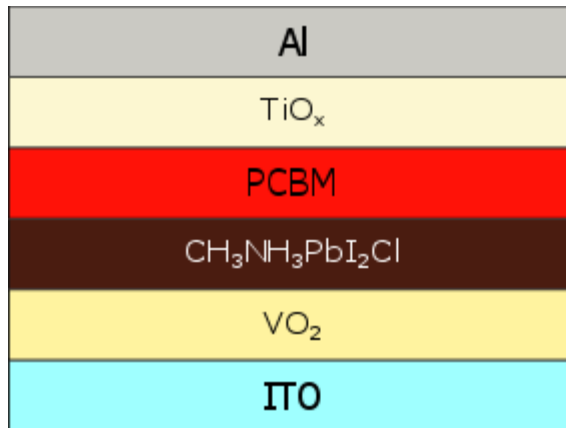 Al
TiOₓ
PCBM
CH₃NH₃PbI₂Cl
VO₂
ITO